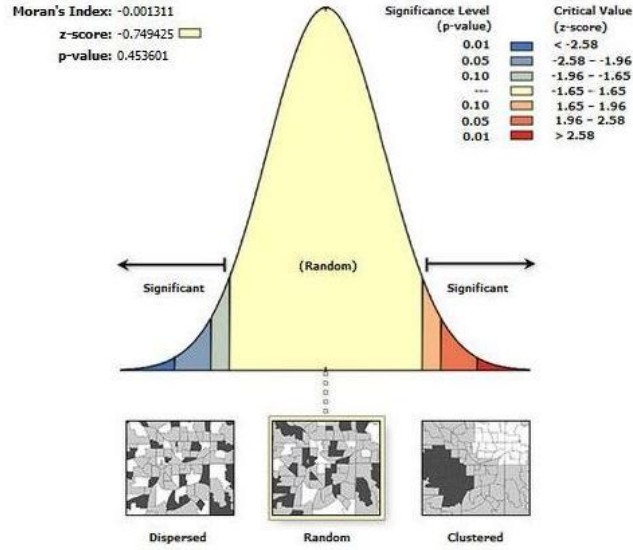 Moran's Index: -0.001311
z-score: -0.749425
p-value: 0.453601
Significance Level
(p-value)
Critical Value
(z-score)
0.01 < -2.58
0.05 -2.58 – -1.96
0.10 -1.96 – -1.65
--- -1.65 – 1.65
0.10 1.65 – 1.96
0.05 1.96 – 2.58
0.01 > 2.58
(Random)
Significant
Significant
Dispersed
Random
Clustered